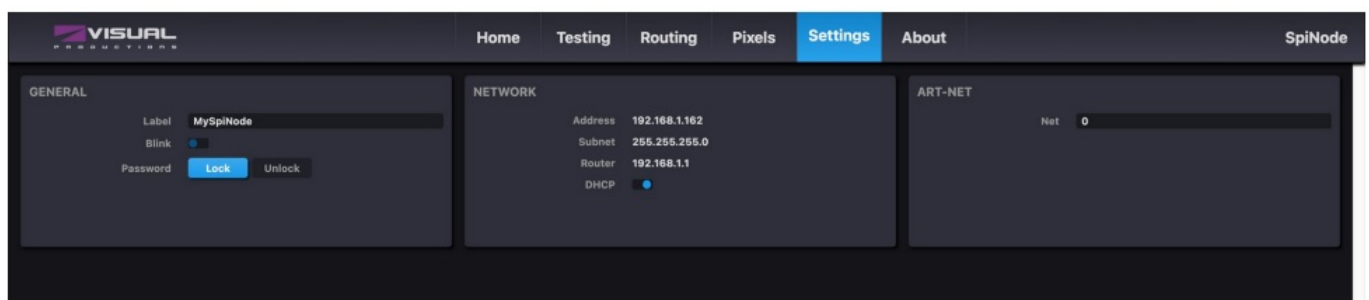 VISUAL
PRODUCTIONS
Home Testing Routing Pixels Settings About SpiNode
GENERAL
Label MySpiNode
Blink
Password Lock Unlock
NETWORK
Address 192.168.1.162
Subnet 255.255.255.0
Router 192.168.1.1
DHCP
ART-NET
Net 0